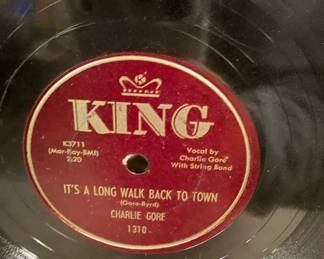 K
KING
K3711
(Mar-Kay-BMI)
2:20
Vocal by
Charlie Gore
With String Band
IT'S A LONG WALK BACK TO TOWN
(Gore-Byrd)
CHARLIE GORE
1310